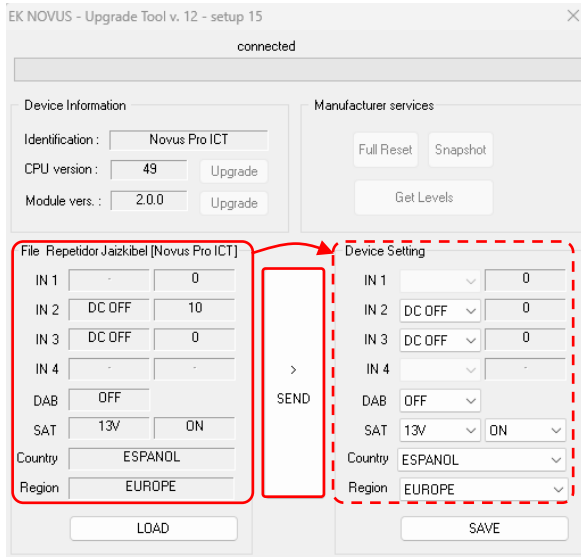 EK NOVUS - Upgrade Tool v. 12 - setup 15
connected
Device Information
Identification : Novus Pro ICT
CPU version : 49 Upgrade
Module vers. : 2.0.0 Upgrade
Manufacturer services
Full Reset Snapshot
Get Levels
File Repetidor Jaizkibel [Novus Pro ICT]
IN 1 - 0
IN 2 DC OFF 10
IN 3 DC OFF 0
IN 4 - -
DAB OFF
SAT 13V ON
Country ESPANOL
Region EUROPE
LOAD
>
SEND
Device Setting
IN 1 0
IN 2 DC OFF 0
IN 3 DC OFF 0
IN 4 -
DAB OFF
SAT 13V ON
Country ESPANOL
Region EUROPE
SAVE